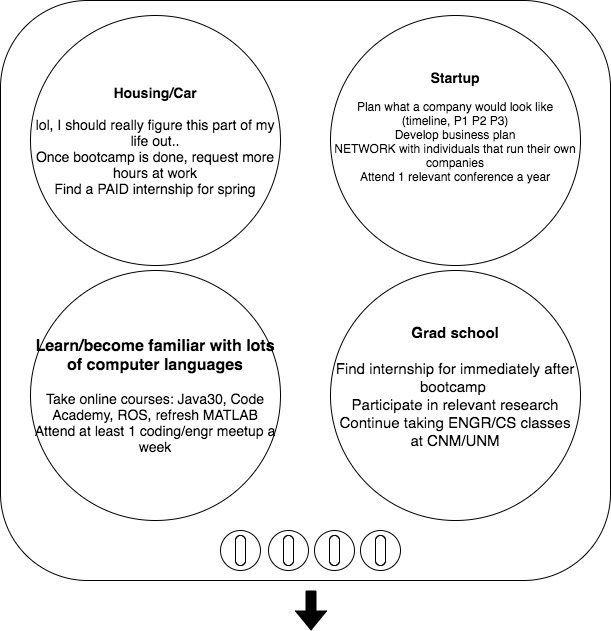 Housing/Car
lol, I should really figure this part of my
life out..
Once bootcamp is done, request more
hours at work
Find a PAID internship for spring
Startup
Plan what a company would look like
(timeline, P1 P2 P3)
Develop business plan
NETWORK with individuals that run their own
companies
Attend 1 relevant conference a year
Learn/become familiar with lots
of computer languages
Take online courses: Java30, Code
Academy, ROS, refresh MATLAB
Attend at least 1 coding/engr meetup a
week
Grad school
Find internship for immediately after
bootcamp
Participate in relevant research
Continue taking ENGR/CS classes
at CNM/UNM